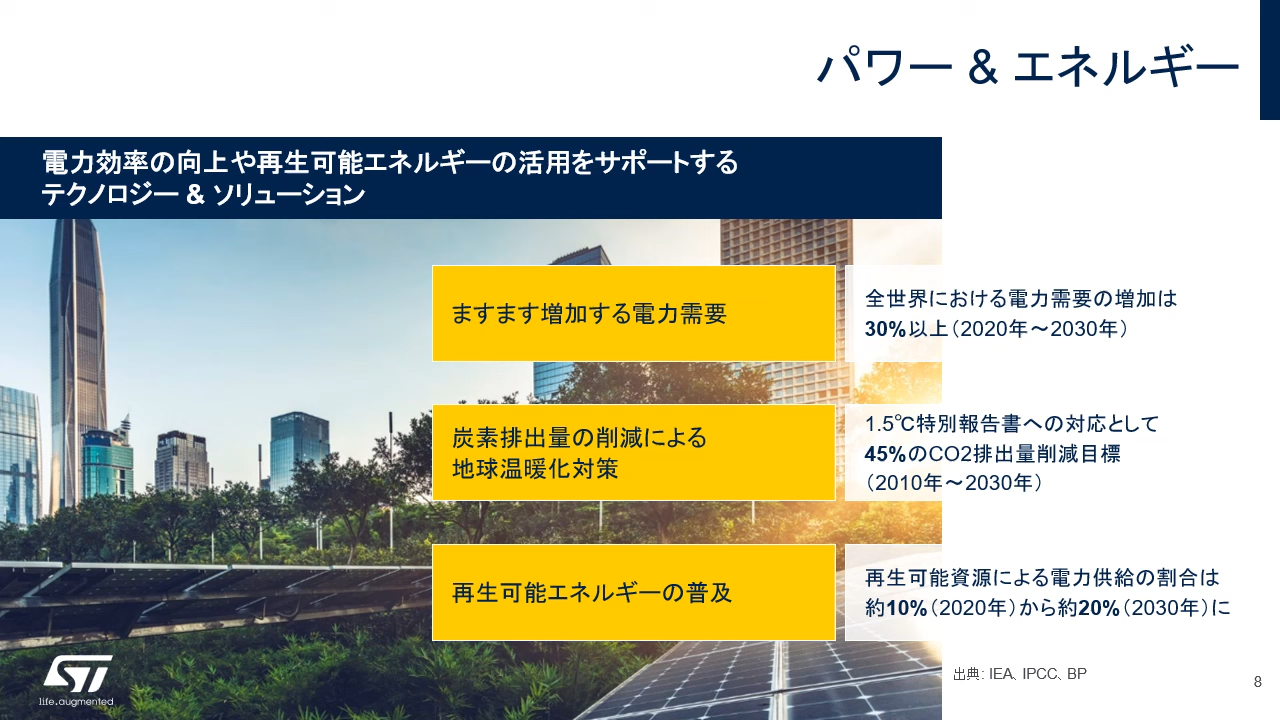 パワー & エネルギー
電力効率の向上や再生可能エネルギーの活用をサポートする
テクノロジー & ソリューション
ますます増加する電力需要
全世界における電力需要の増加は
30%以上（2020年～2030年）
炭素排出量の削減による
地球温暖化対策
1.5℃特別報告書への対応として
45%のCO2排出量削減目標
（2010年～2030年）
再生可能エネルギーの普及
再生可能資源による電力供給の割合は
約10%（2020年）から約20%（2030年）に
出典: IEA、IPCC、BP
ST
life.augmented
8